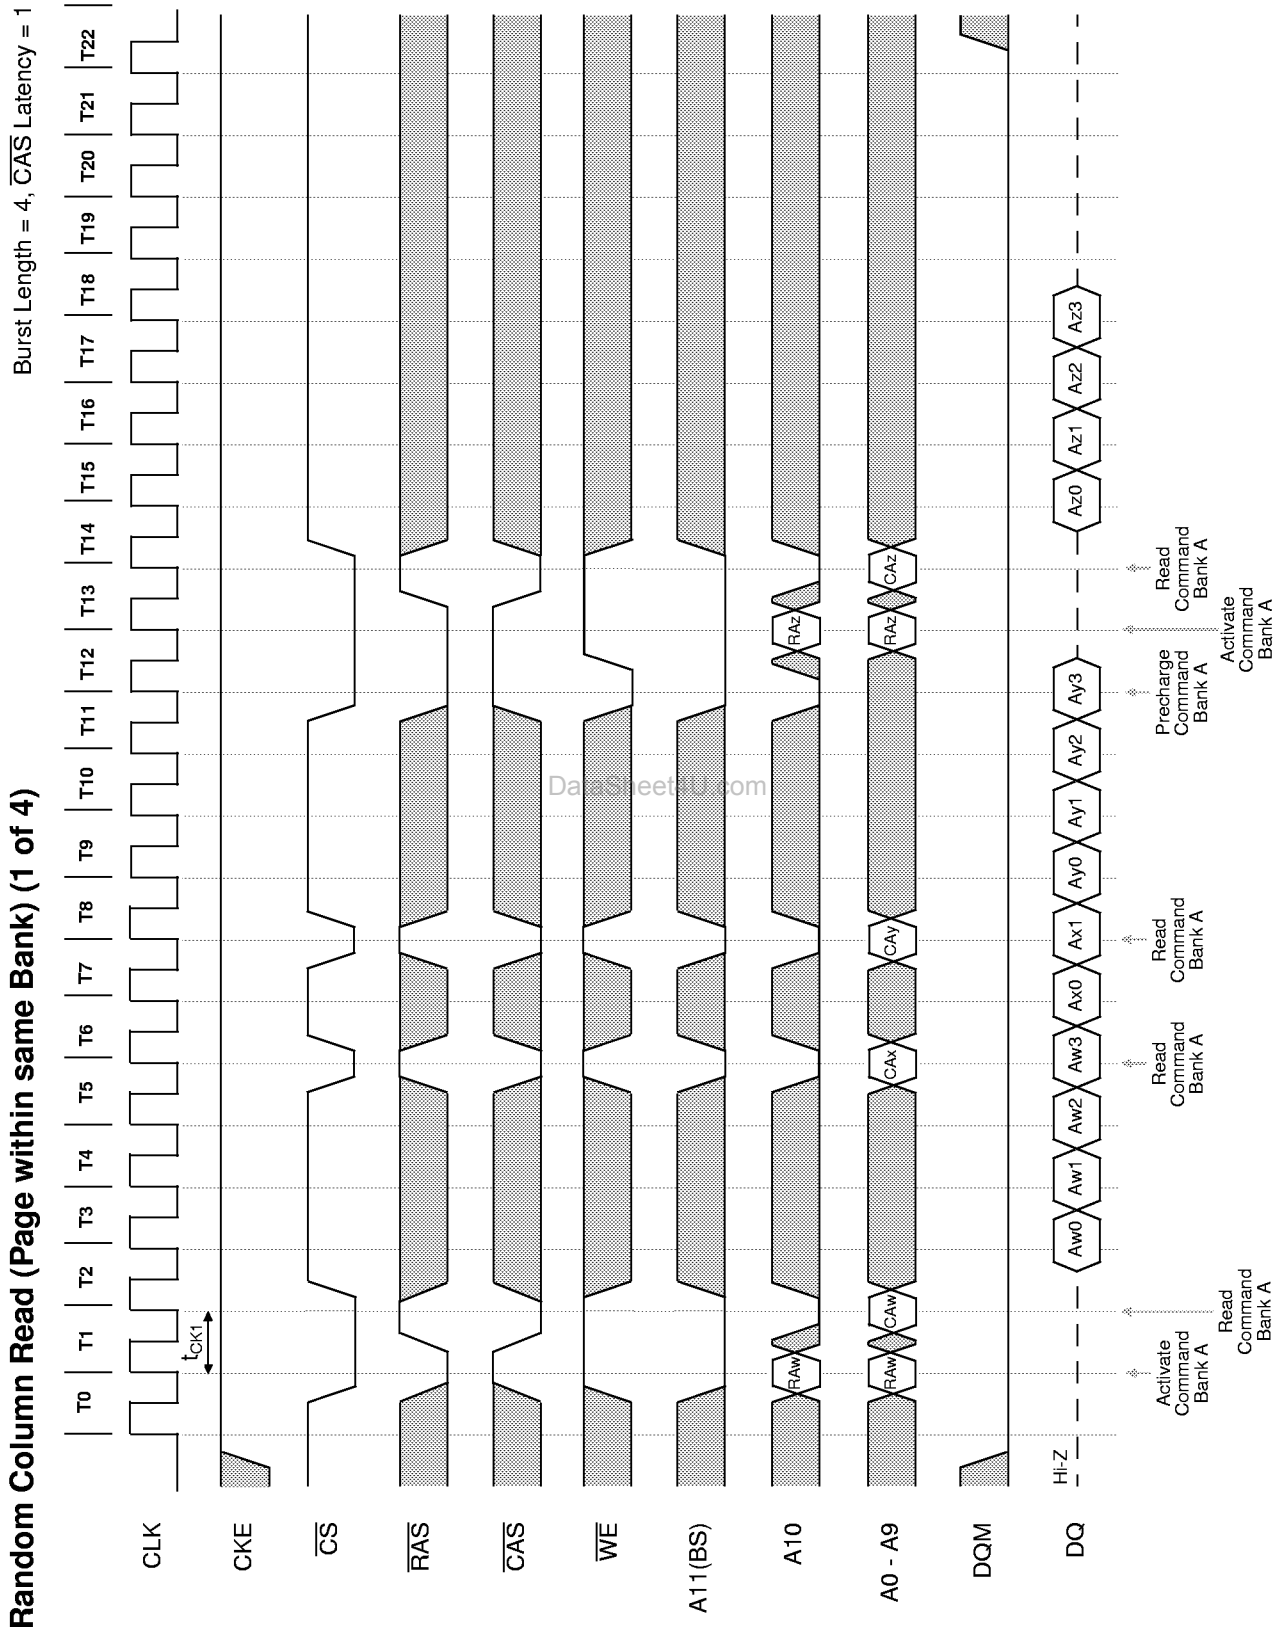 Random Column Read (Page within same Bank) (1 of 4)
Burst Length = 4, CAS Latency = 1
T0 T1 T2 T3 T4 T5 T6 T7 T8 T9 T10 T11 T12 T13 T14 T15 T16 T17 T18 T19 T20 T21 T22
CLK
tCK1
CKE
CS
RAS
CAS
WE
A11(BS)
A10
RAw RAz
A0 - A9
RAw CAw CAx CAy RAz CAz
DQM
DQ
Hi-Z
Aw0 Aw1 Aw2 Aw3 Ax0 Ax1 Ay0 Ay1 Ay2 Ay3 Az0 Az1 Az2 Az3
Activate
Command
Bank A
Read
Command
Bank A
Read
Command
Bank A
Read
Command
Bank A
Precharge
Command
Bank A
Activate
Command
Bank A
Read
Command
Bank A
DataSheet4U.com